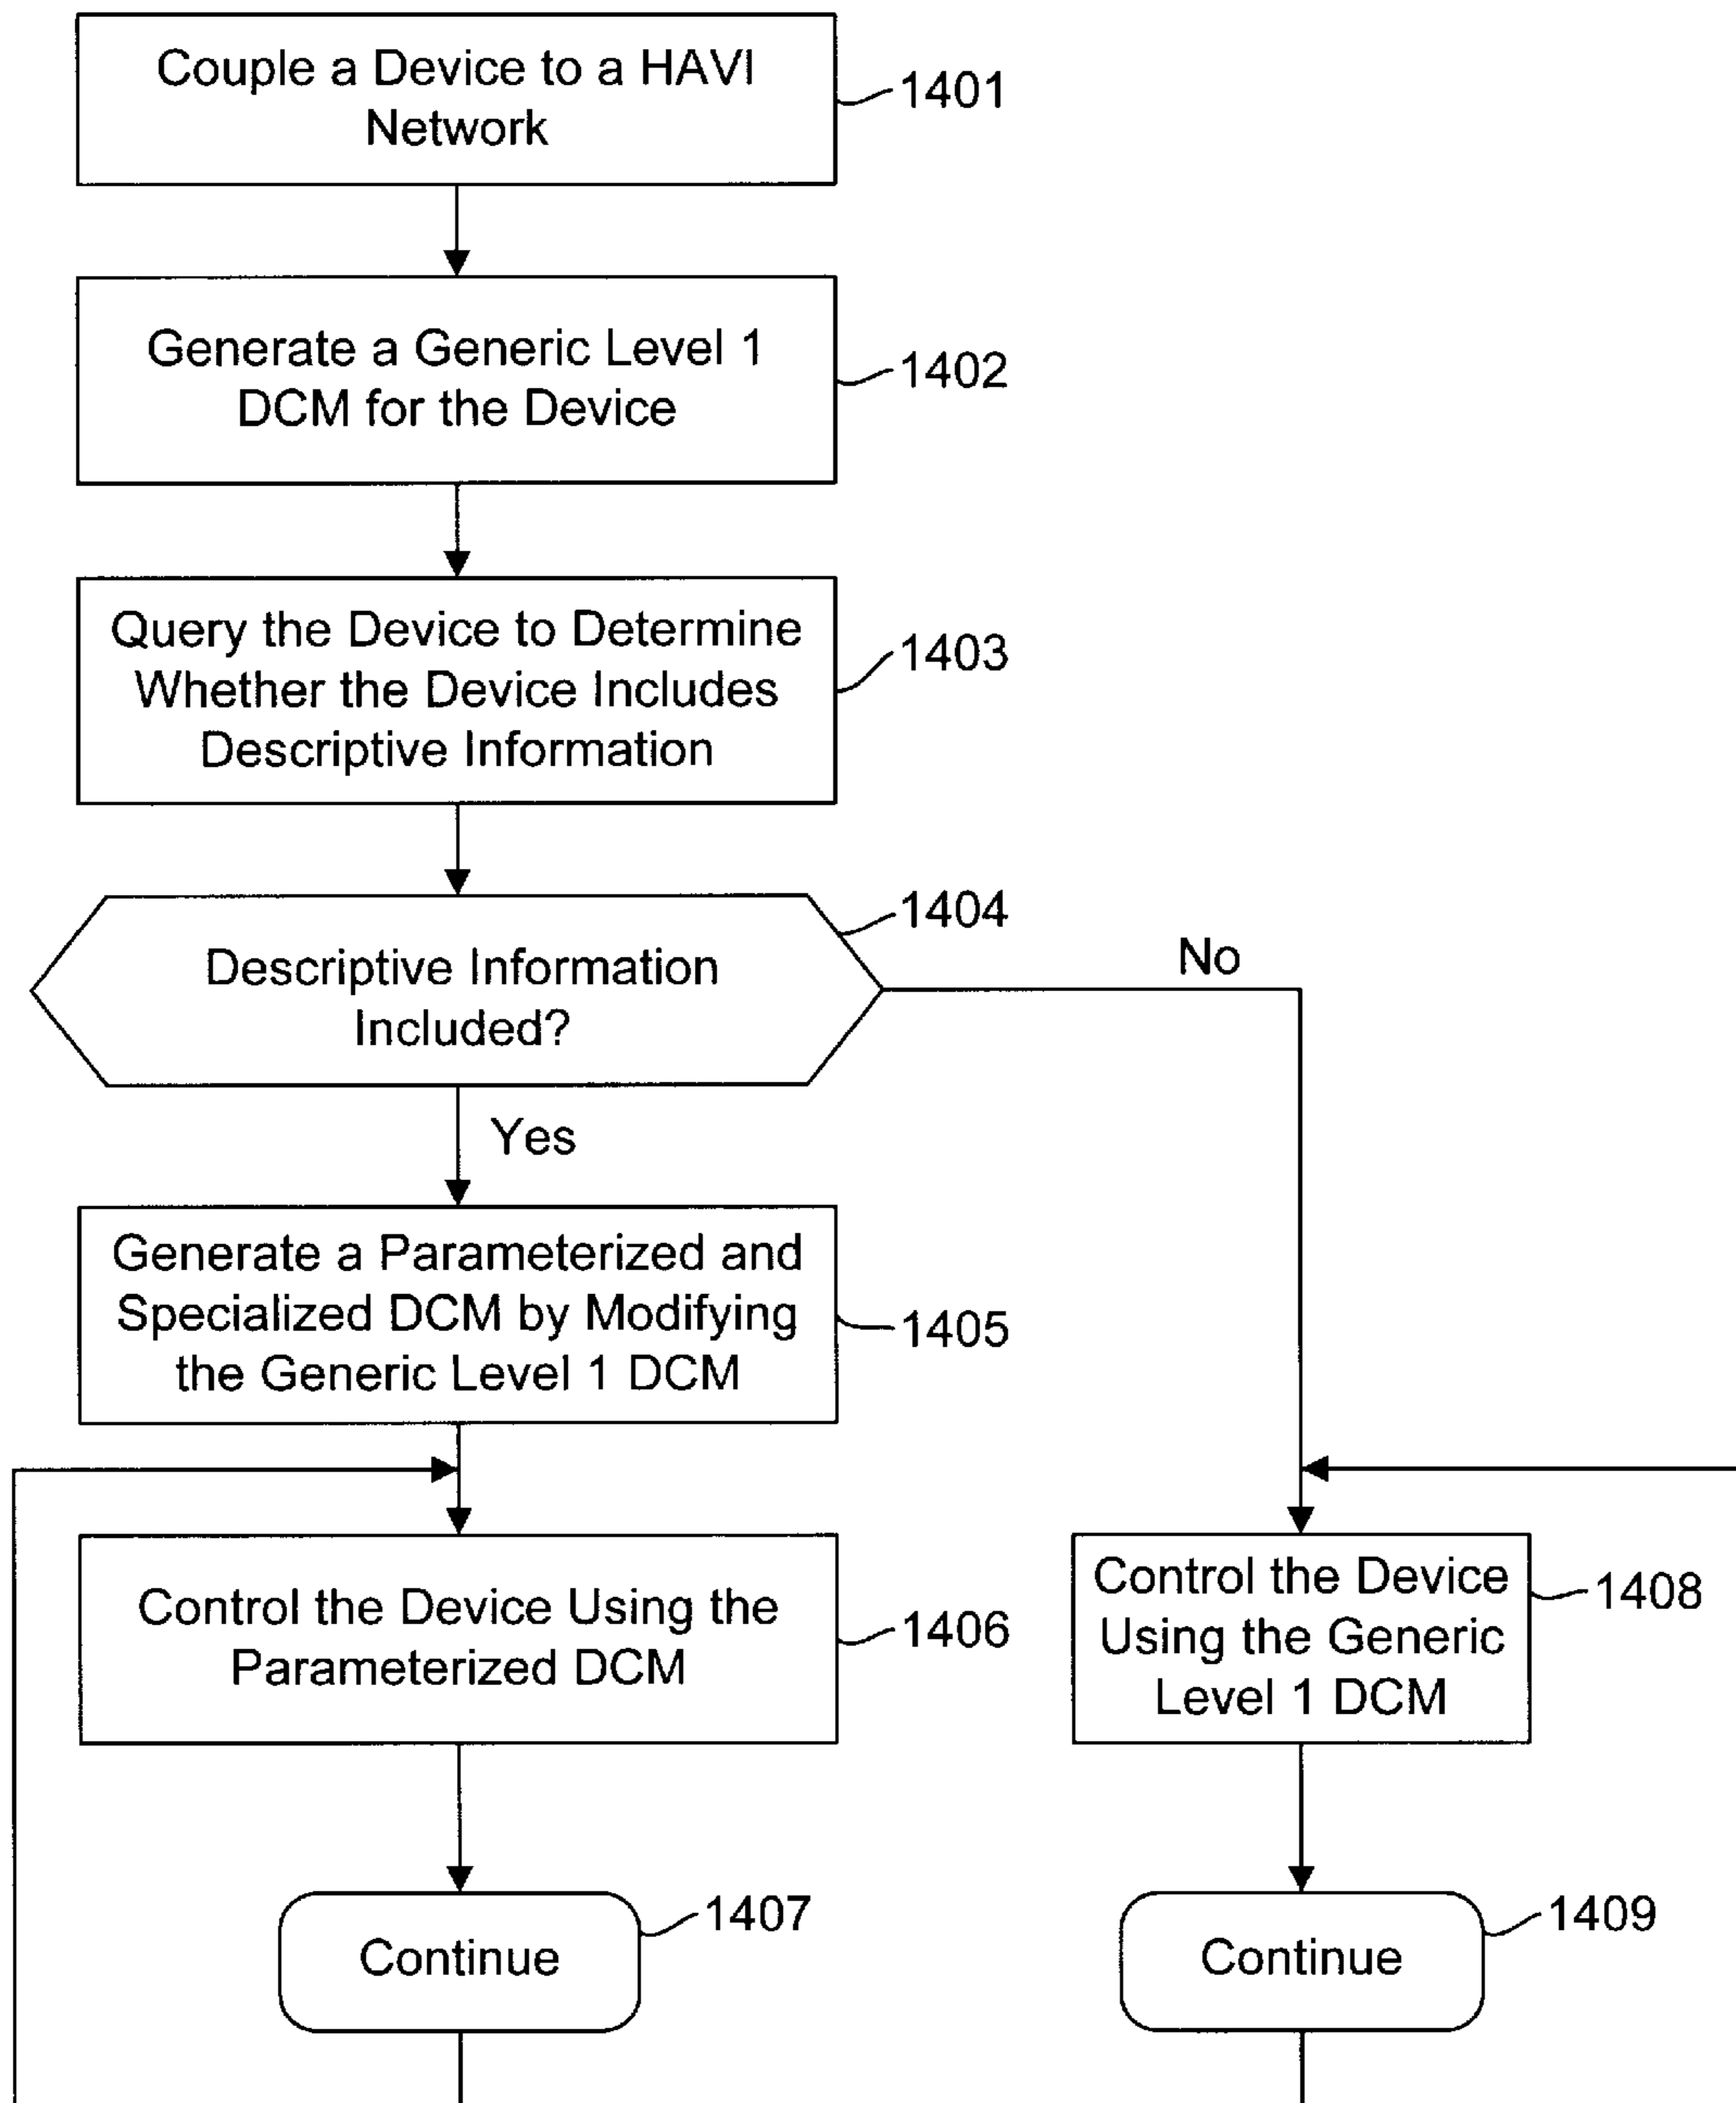 Couple a Device to a HAVI
Network
1401
Generate a Generic Level 1
DCM for the Device
1402
Query the Device to Determine
Whether the Device Includes
Descriptive Information
1403
1404
Descriptive Information
Included?
No
Yes
Generate a Parameterized and
Specialized DCM by Modifying
the Generic Level 1 DCM
1405
Control the Device Using the
Parameterized DCM
1406
Control the Device
Using the Generic
Level 1 DCM
1408
Continue
1407
Continue
1409